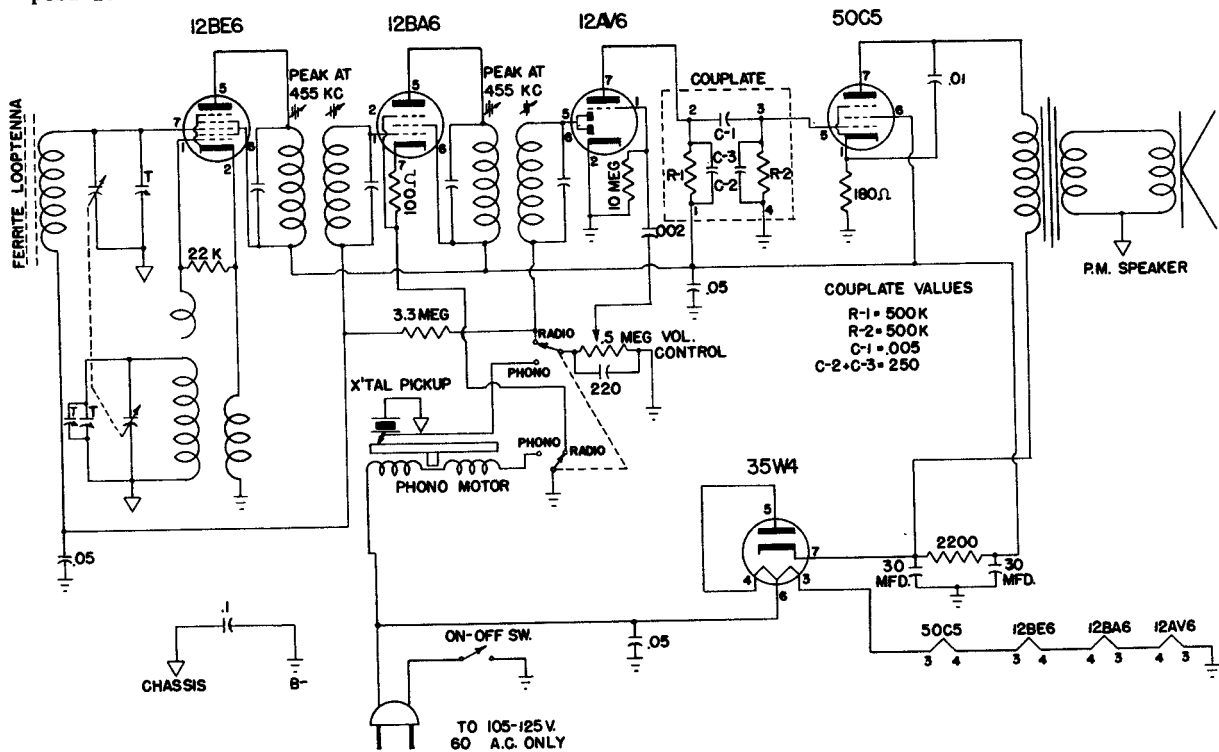 12BE6
12BA6
12AV6
50C5
PEAK AT
455 KC
PEAK AT
455 KC
COUPLATE
FERRITE LOOPTENNA
5
7
6
1
2
T
5
2
1
6
7
100Ω
7
1
5
6
2
10 MEG
2
3
C-1
C-3
R-1
R-2
C-2
1
4
7
6
5
1
180Ω
.01
22 K
.002
.05
P.M. SPEAKER
COUPLATE VALUES
R-1 = 500K
R-2 = 500K
C-1 = .005
C-2+C-3 = 250
3.3 MEG
RADIO
.5 MEG VOL.
CONTROL
PHONO
220
X'TAL PICKUP
T
T
PHONO
RADIO
PHONO MOTOR
35W4
5
7
4
3
6
2200
30
MFD.
30
MFD.
.05
.1
CHASSIS
B-
ON-OFF SW.
.05
50C5
12BE6
12BA6
12AV6
3 4
3 4
4 3
4 3
TO 105-125 V.
60 A.C. ONLY